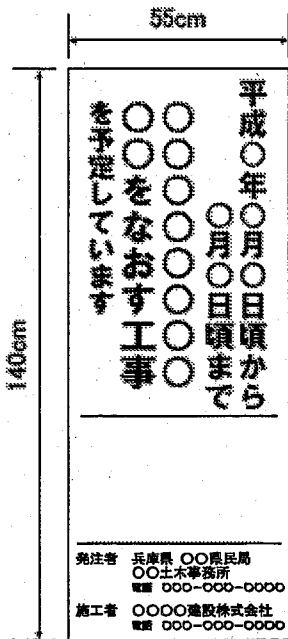 55cm
140cm
平成○年○月○日頃から
○月○日頃まで
○○○○○○○○
○○をなおす工事
を予定しています
発注者 兵庫県 ○○県民局
○○土木事務所
電話 000-000-0000
施工者 ○○○○建設株式会社
電話 000-000-0000